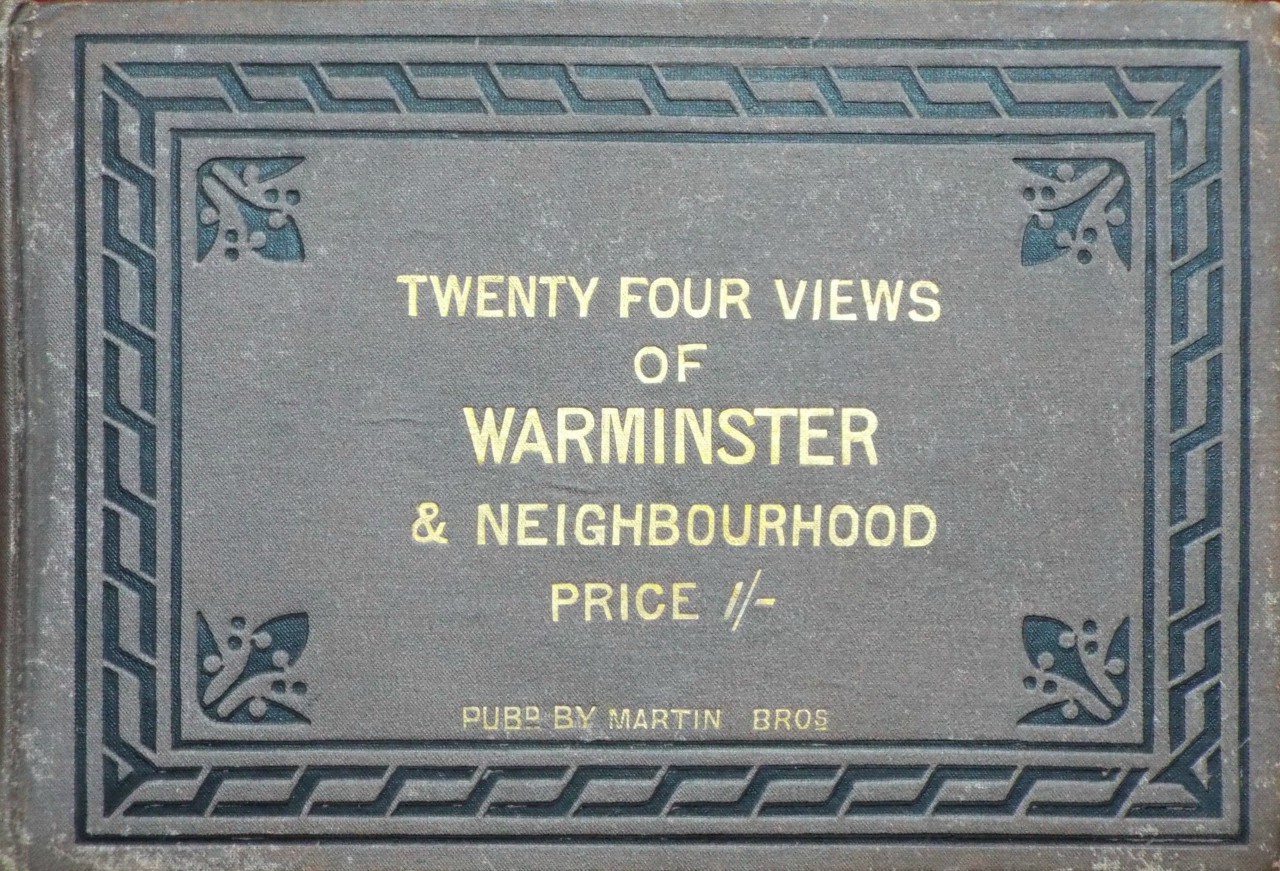 TWENTY FOUR VIEWS
OF
WARMINSTER
& NEIGHBOURHOOD
PRICE 1/-
PUBD BY MARTIN BROS